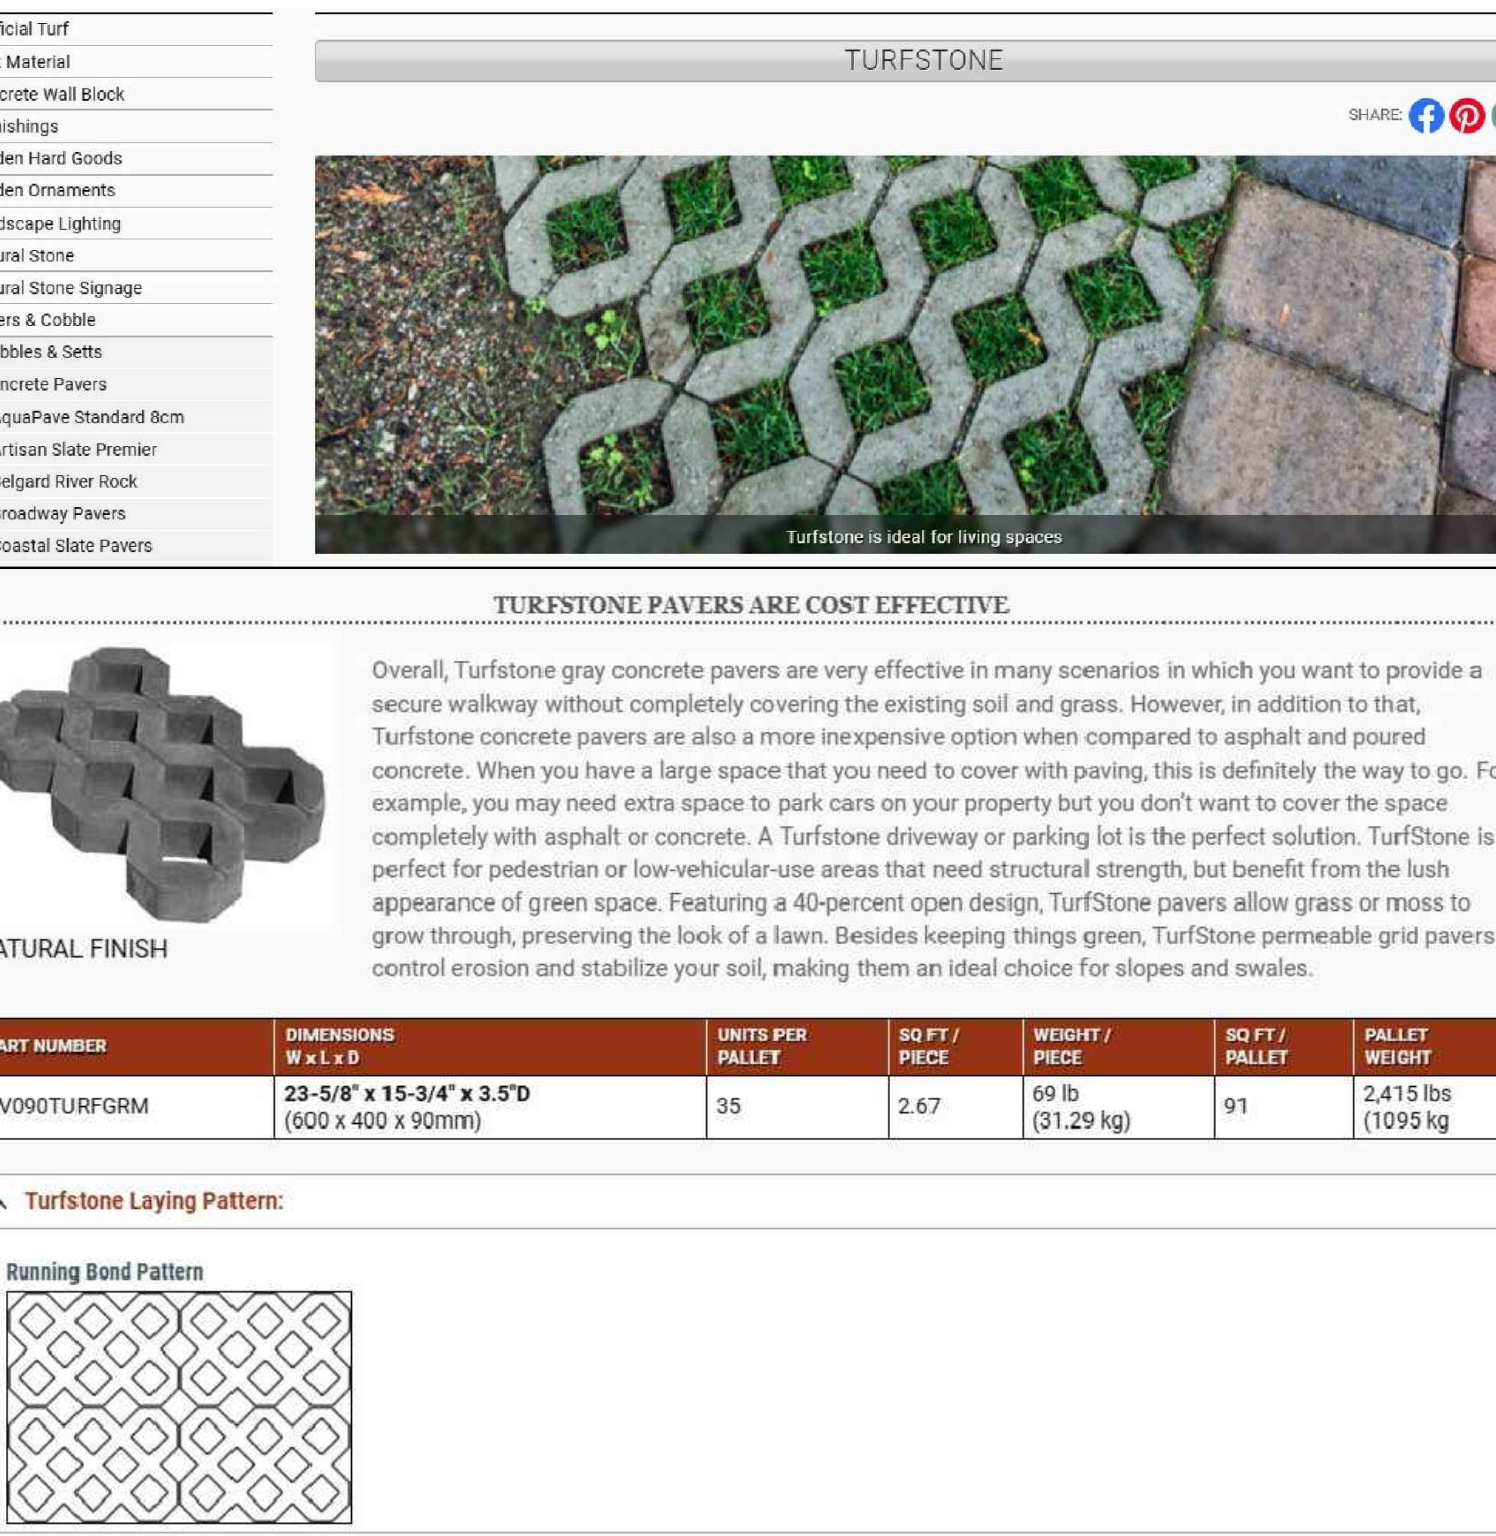 ficial Turf
Material
crete Wall Block
ishings
den Hard Goods
den Ornaments
dscape Lighting
ural Stone
ural Stone Signage
ers & Cobble
bbles & Setts
ncrete Pavers
quaPave Standard 8cm
rtisan Slate Premier
elgard River Rock
roadway Pavers
oastal Slate Pavers
TURFSTONE
SHARE:
Turfstone is ideal for living spaces
TURFSTONE PAVERS ARE COST EFFECTIVE
Overall, Turfstone gray concrete pavers are very effective in many scenarios in which you want to provide a
secure walkway without completely covering the existing soil and grass. However, in addition to that,
Turfstone concrete pavers are also a more inexpensive option when compared to asphalt and poured
concrete. When you have a large space that you need to cover with paving, this is definitely the way to go. Fo
example, you may need extra space to park cars on your property but you don't want to cover the space
completely with asphalt or concrete. A Turfstone driveway or parking lot is the perfect solution. TurfStone is
perfect for pedestrian or low-vehicular-use areas that need structural strength, but benefit from the lush
appearance of green space. Featuring a 40-percent open design, TurfStone pavers allow grass or moss to
grow through, preserving the look of a lawn. Besides keeping things green, TurfStone permeable grid pavers
control erosion and stabilize your soil, making them an ideal choice for slopes and swales.
ATURAL FINISH
ART NUMBER
DIMENSIONS
W x L x D
UNITS PER
PALLET
SQ FT /
PIECE
WEIGHT /
PIECE
SQ FT /
PALLET
PALLET
WEIGHT
V090TURFGRM
23-5/8" x 15-3/4" x 3.5"D
(600 x 400 x 90mm)
35
2.67
69 lb
(31.29 kg)
91
2,415 lbs
(1095 kg
Turfstone Laying Pattern:
Running Bond Pattern